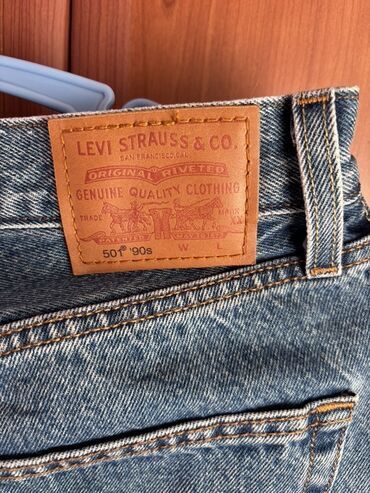 LEVI STRAUSS & CO.
SAN FRANCISCO, CAL.
ORIGINAL RIVETED
GENUINE QUALITY CLOTHING
TRADE MARK
501® '90s W L